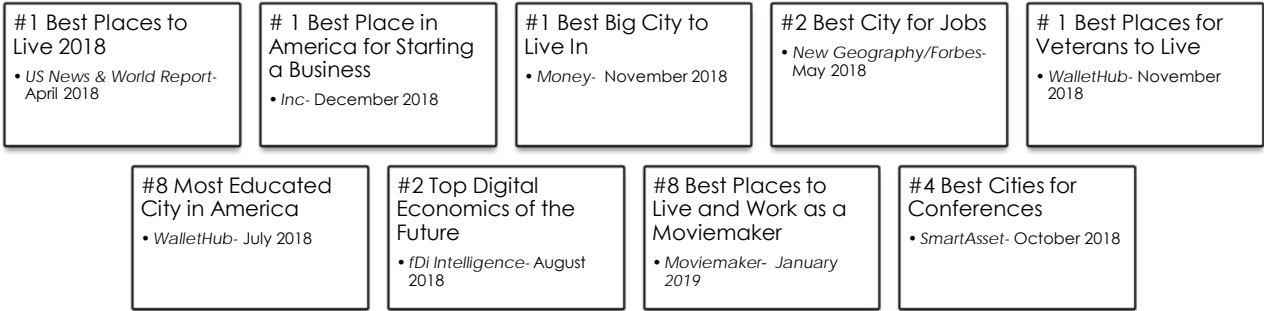 #1 Best Places to
Live 2018
• US News & World Report-
April 2018
# 1 Best Place in
America for Starting
a Business
• Inc- December 2018
#1 Best Big City to
Live In
• Money- November 2018
#2 Best City for Jobs
• New Geography/Forbes-
May 2018
# 1 Best Places for
Veterans to Live
• WalletHub- November
2018
#8 Most Educated
City in America
• WalletHub- July 2018
#2 Top Digital
Economics of the
Future
• fDi Intelligence- August
2018
#8 Best Places to
Live and Work as a
Moviemaker
• Moviemaker- January
2019
#4 Best Cities for
Conferences
• SmartAsset- October 2018